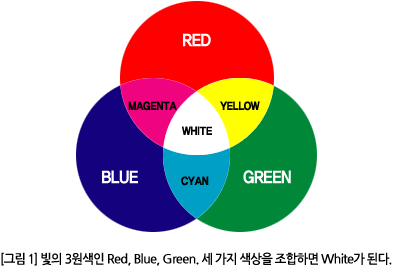 RED
MAGENTA
YELLOW
WHITE
BLUE
CYAN
GREEN
[그림 1] 빛의 3원색인 Red, Blue, Green. 세 가지 색상을 조합하면 White가 된다.